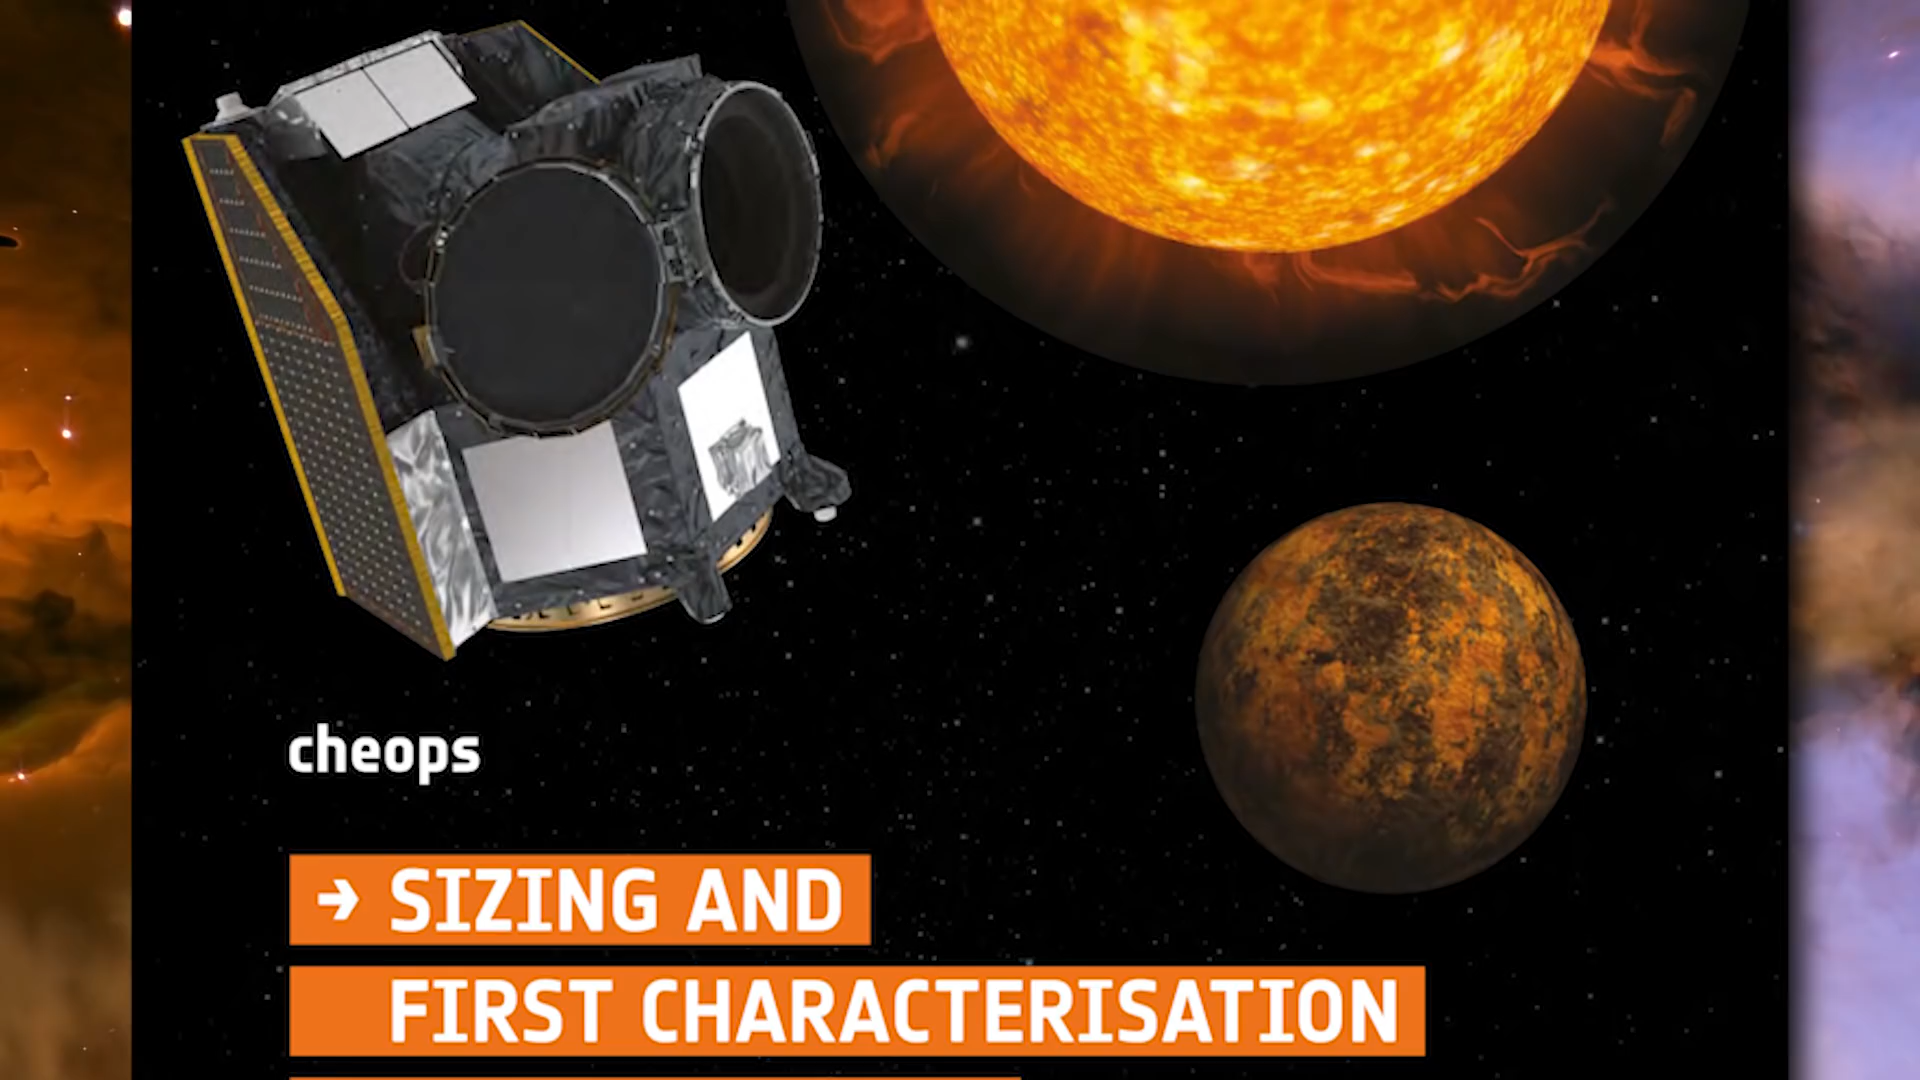 cheops
→ SIZING AND
FIRST CHARACTERISATION